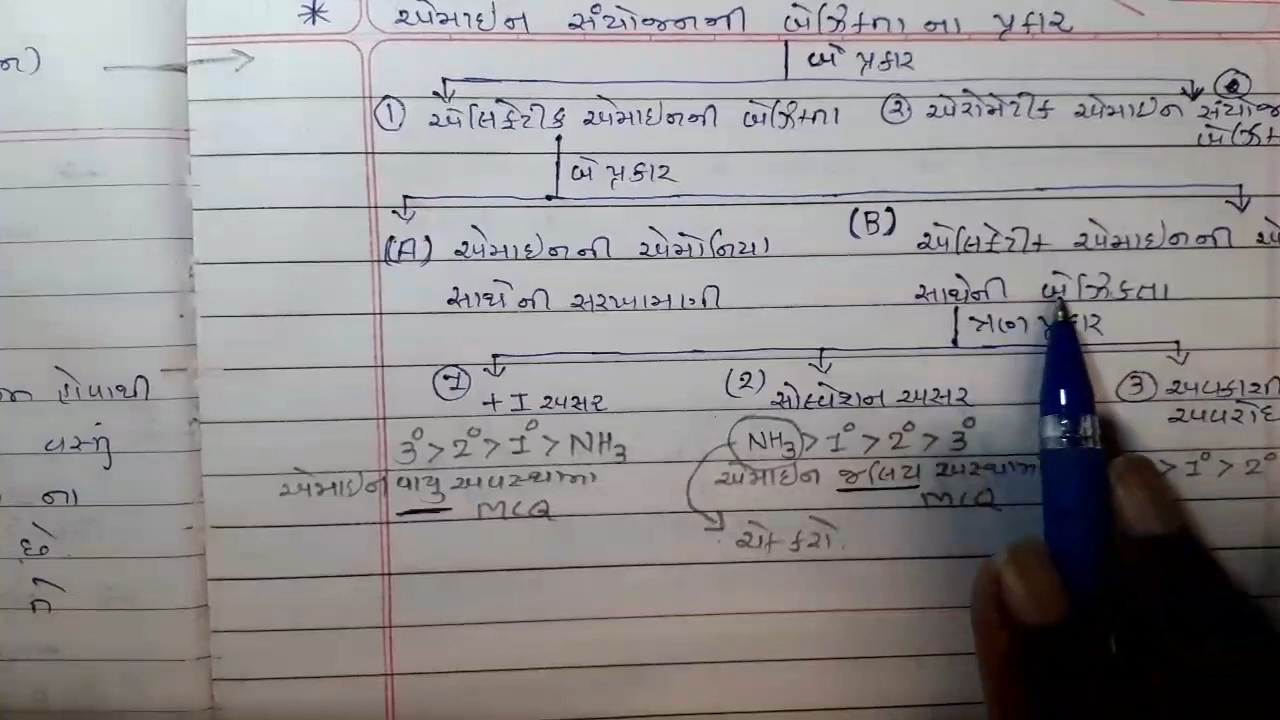 * એમાઇન સંયોજનની બેઝિકતા ના પ્રકાર
બે પ્રકાર
① એલિફેટીક એમાઇનની બેઝિકતા ② એરોમેટીક એમાઇન સંયોજ
બેઝિક
બે પ્રકાર
(A) એમાઇનની એમોનિયા (B) એલિફેટીક એમાઇનની એ
સાથેની સરખામણી સાથેની બેઝિકતા
ત્રણ પ્રકાર
① +I અસર (2) સોલ્વેશન અસર ③ અવકાશી
અવરોધ
3° > 2° > 1° > NH3 NH3 > 1° > 2° > 3° > 1° > 2°
એમાઇન વાયુ અવસ્થામા એમાઇન જલિય અવસ્થામા
MCQ MCQ
ચેક કરો.
ન)
હોવાથી
વસ્તું
ના
છે.